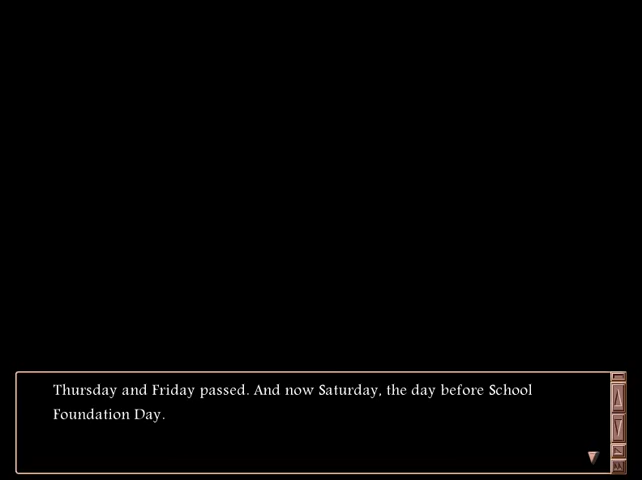 Thursday and Friday passed. And now Saturday, the day before School
Foundation Day.